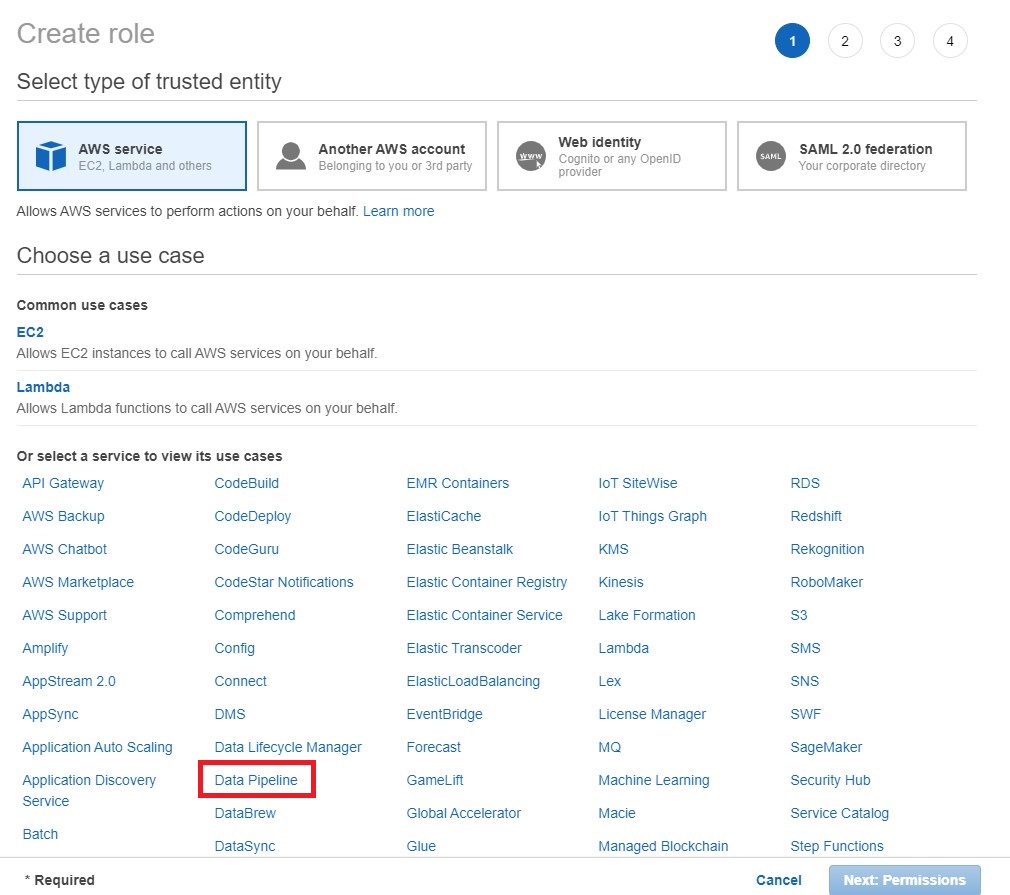 Create role
1 2 3 4
Select type of trusted entity
AWS service
EC2, Lambda and others
Another AWS account
Belonging to you or 3rd party
WWW
Web identity
Cognito or any OpenID
provider
SAML
SAML 2.0 federation
Your corporate directory
Allows AWS services to perform actions on your behalf. Learn more
Choose a use case
Common use cases
EC2
Allows EC2 instances to call AWS services on your behalf.
Lambda
Allows Lambda functions to call AWS services on your behalf.
Or select a service to view its use cases
API Gateway
AWS Backup
AWS Chatbot
AWS Marketplace
AWS Support
Amplify
AppStream 2.0
AppSync
Application Auto Scaling
Application Discovery
Service
Batch
CodeBuild
CodeDeploy
CodeGuru
CodeStar Notifications
Comprehend
Config
Connect
DMS
Data Lifecycle Manager
Data Pipeline
DataBrew
DataSync
EMR Containers
ElastiCache
Elastic Beanstalk
Elastic Container Registry
Elastic Container Service
Elastic Transcoder
ElasticLoadBalancing
EventBridge
Forecast
GameLift
Global Accelerator
Glue
IoT SiteWise
IoT Things Graph
KMS
Kinesis
Lake Formation
Lambda
Lex
License Manager
MQ
Machine Learning
Macie
Managed Blockchain
RDS
Redshift
Rekognition
RoboMaker
S3
SMS
SNS
SWF
SageMaker
Security Hub
Service Catalog
Step Functions
* Required
Cancel
Next: Permissions